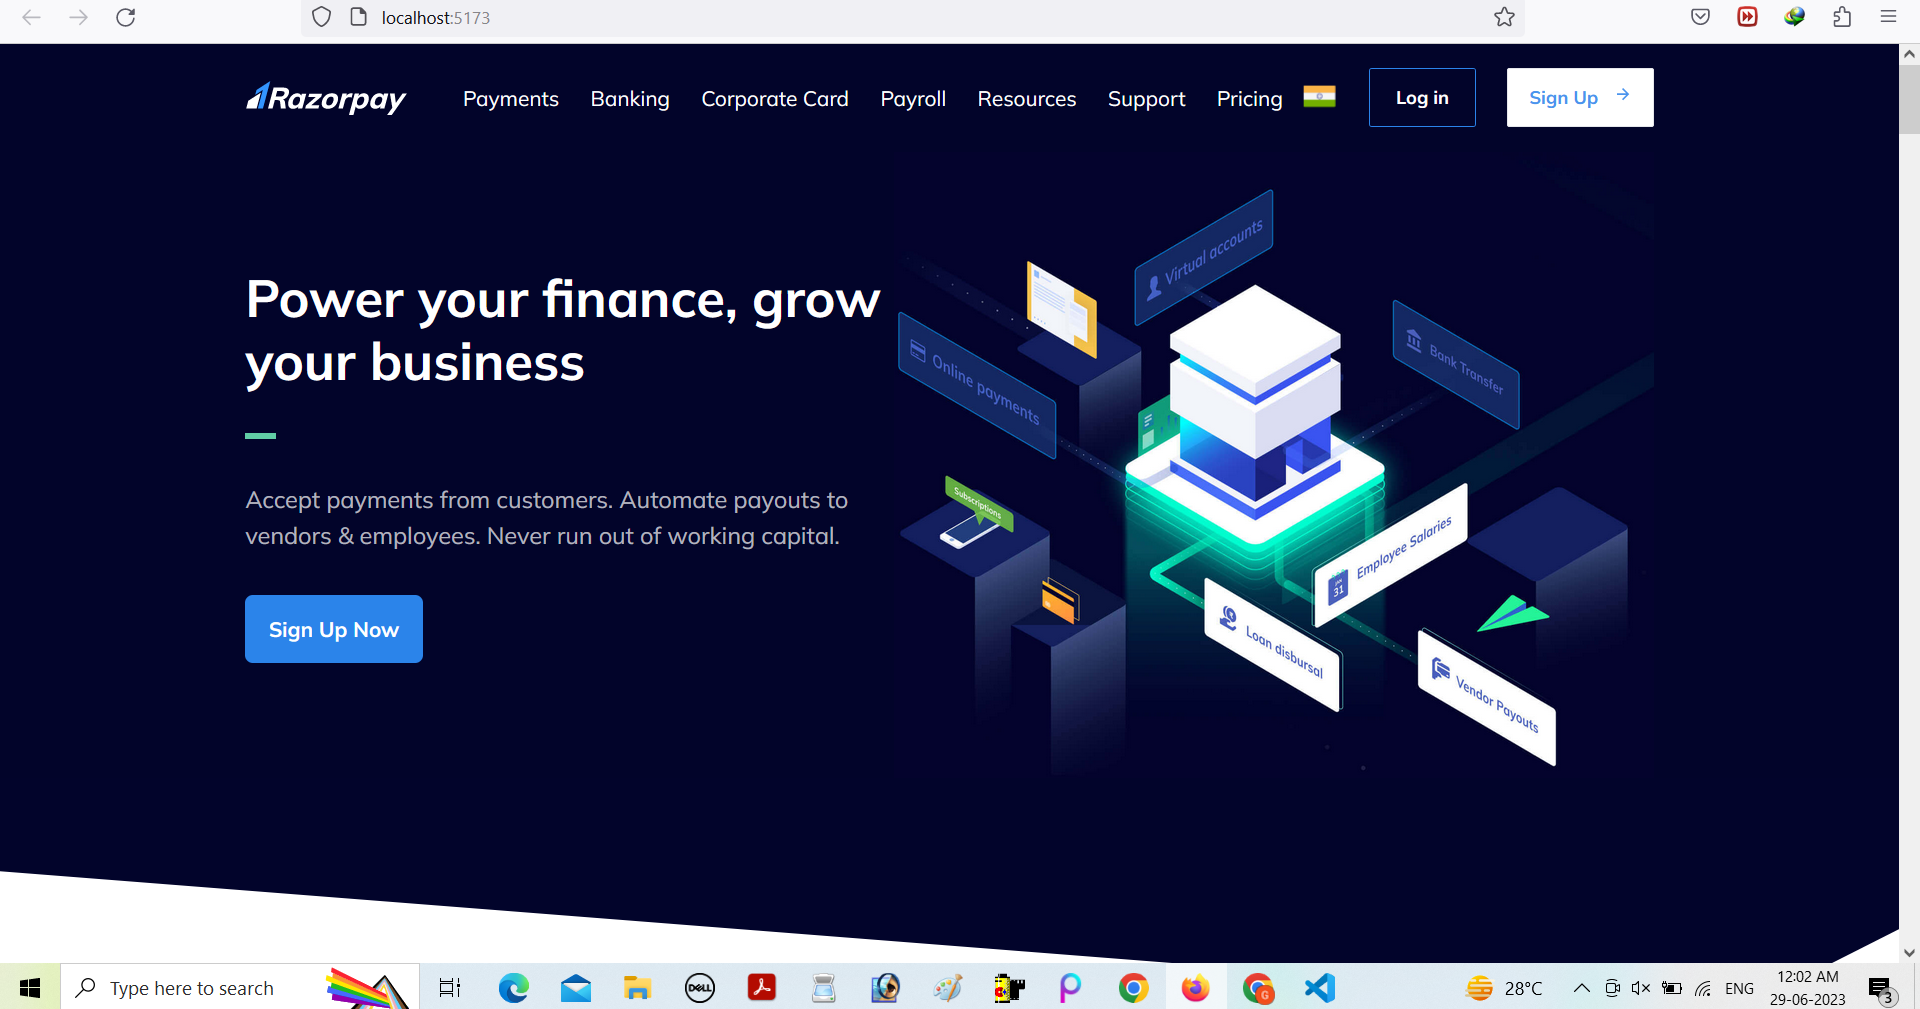 localhost:5173
Razorpay
Payments Banking Corporate Card Payroll Resources Support Pricing Log in Sign Up
Power your finance, grow
your business
Accept payments from customers. Automate payouts to
vendors & employees. Never run out of working capital.
Sign Up Now
Virtual accounts
Online payments
Bank Transfer
Subscriptions
Employee Salaries
JAN
31
Loan disbursal
Vendor Payouts
Type here to search
DELL
G
28°C
ENG
12:02 AM
29-06-2023
3